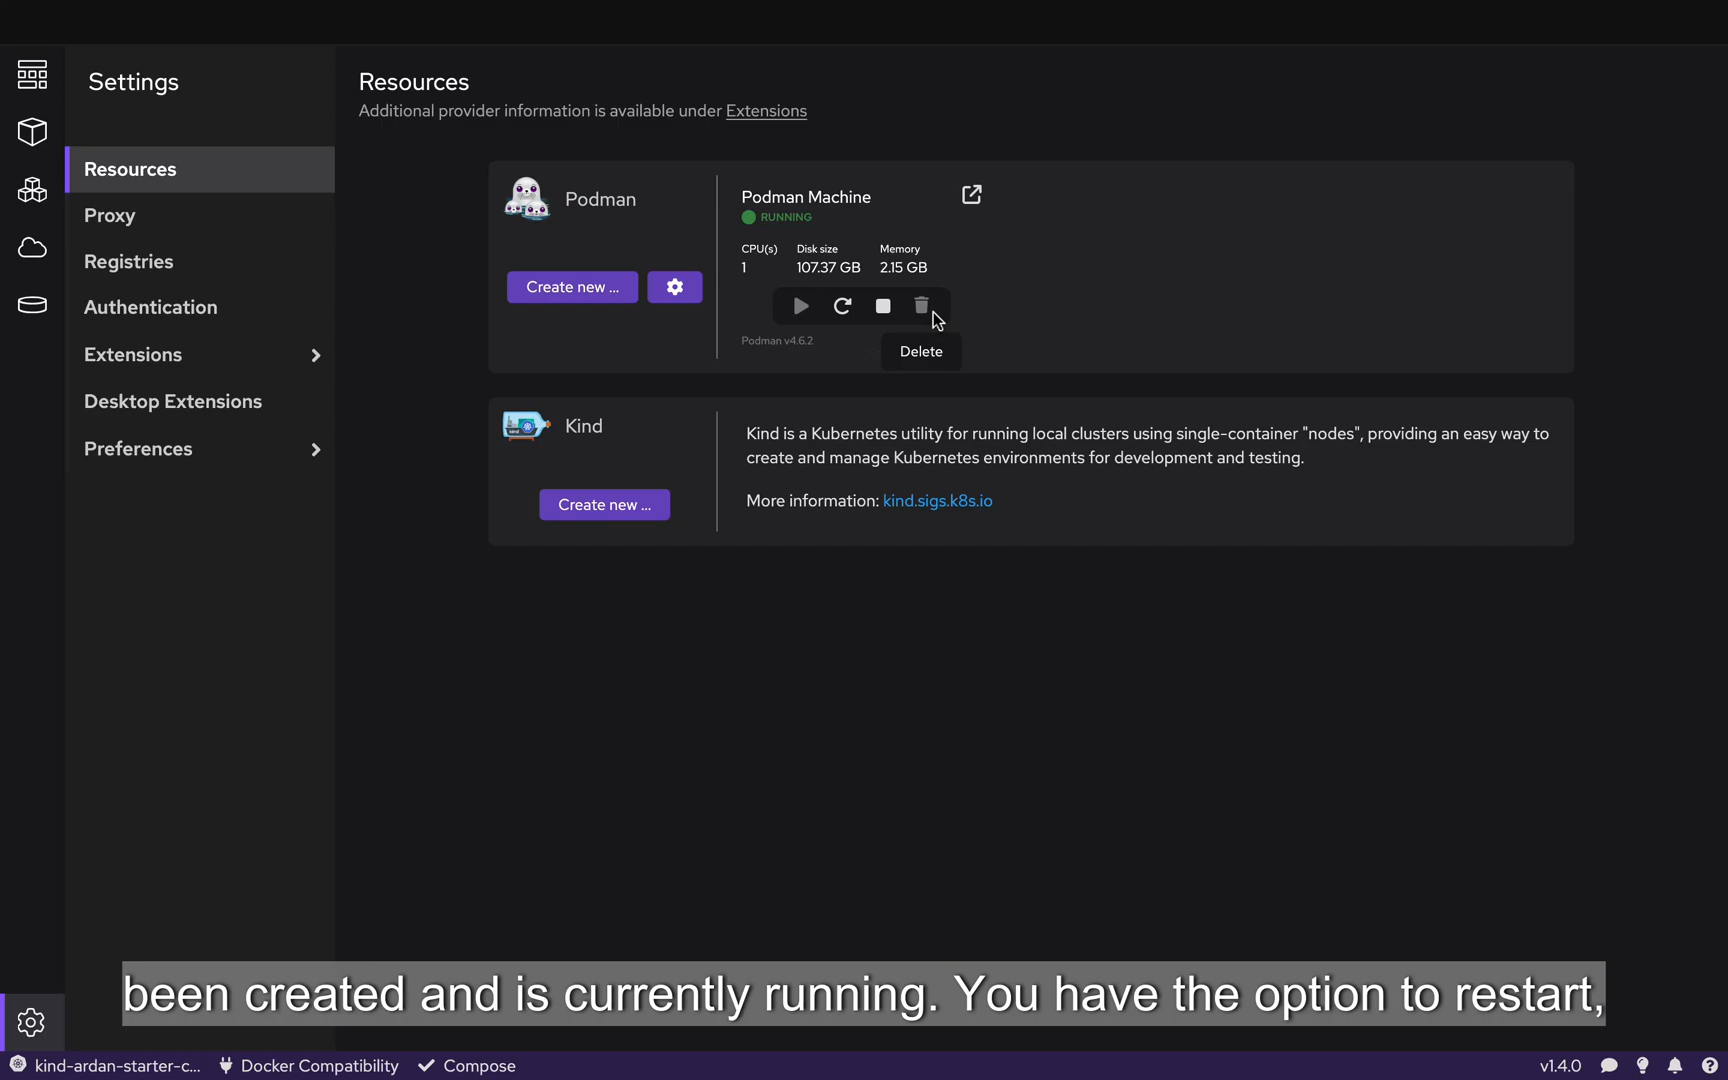 Settings
Resources
Proxy
Registries
Authentication
Extensions
Desktop Extensions
Preferences
Resources
Additional provider information is available under Extensions
Podman
Create new ...
Podman Machine
RUNNING
CPU(s) Disk size Memory
1 107.37 GB 2.15 GB
Podman v4.6.2
Delete
Kind
Create new ...
Kind is a Kubernetes utility for running local clusters using single-container "nodes", providing an easy way to
create and manage Kubernetes environments for development and testing.
More information: kind.sigs.k8s.io
been created and is currently running. You have the option to restart,
kind-ardan-starter-c... Docker Compatibility Compose v1.4.0